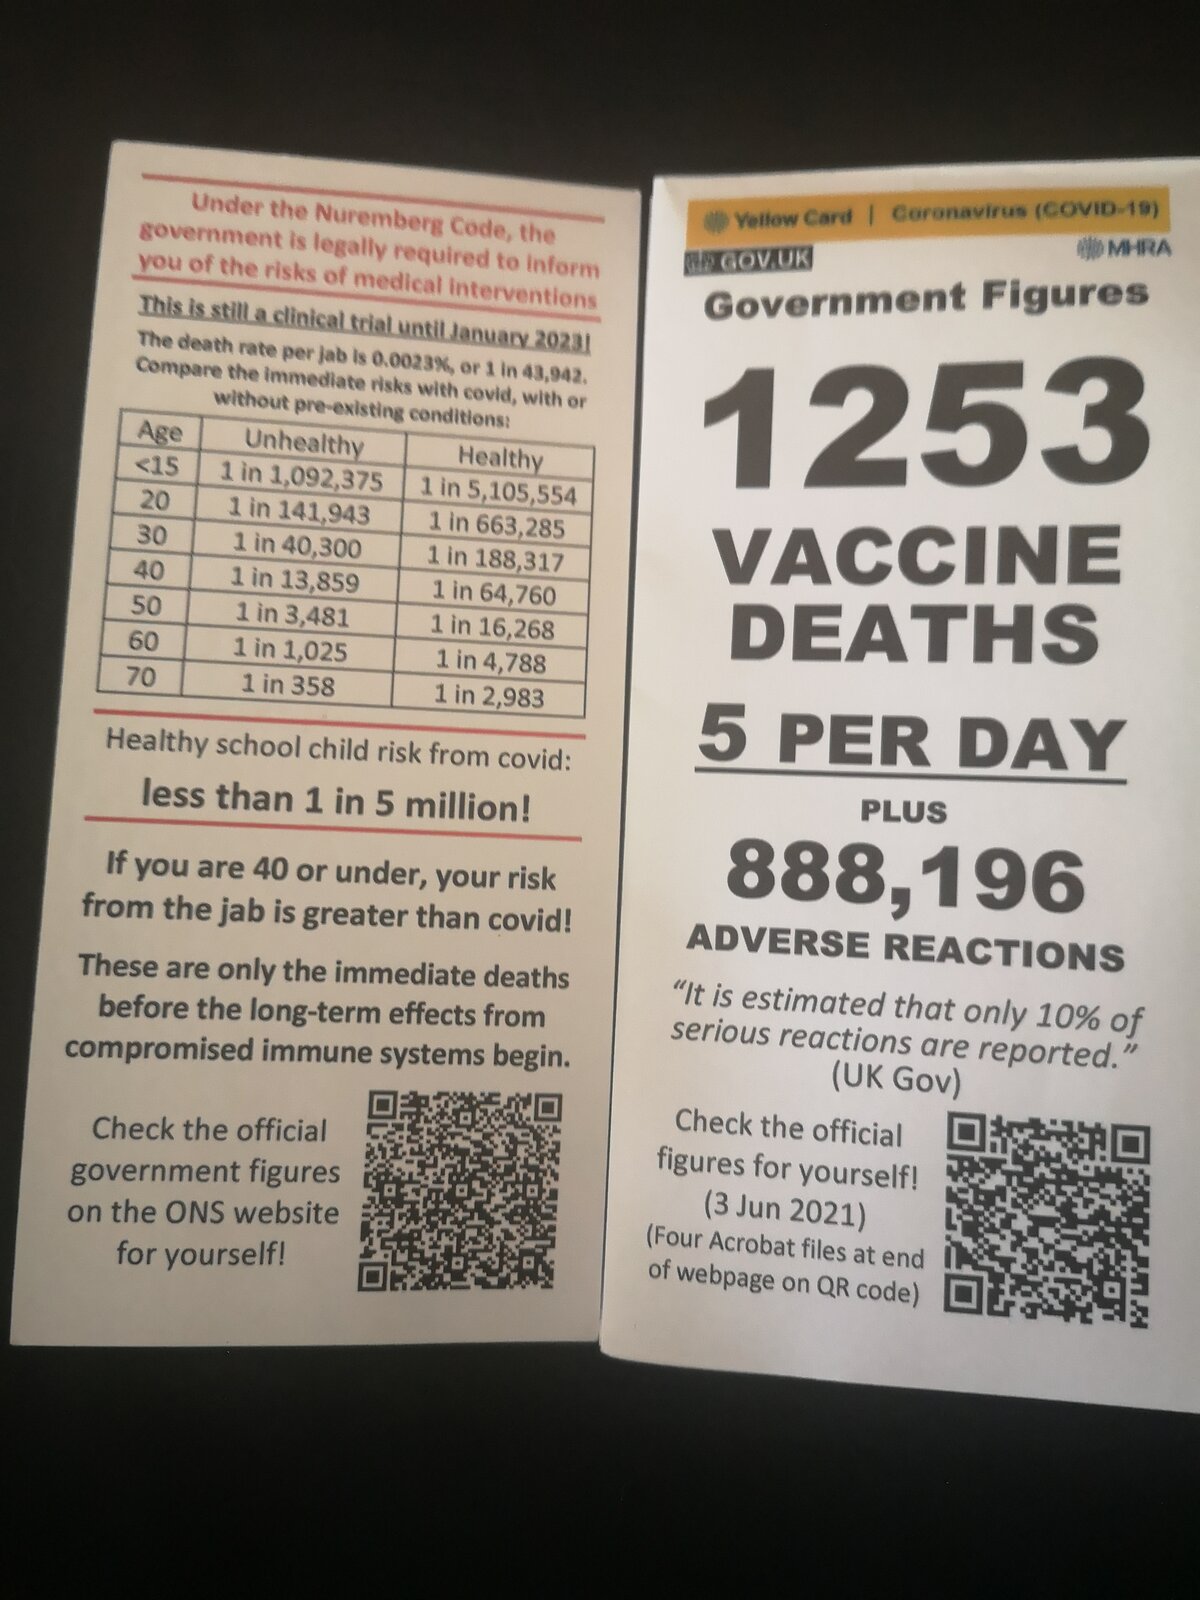 Under the Nuremberg Code, the
government is legally required to inform
you of the risks of medical interventions
This is still a clinical trial until January 2023!
The death rate per jab is 0.0023%, or 1 in 43,942.
Compare the immediate risks with covid, with or
without pre-existing conditions:
Age Unhealthy Healthy
<15 1 in 1,092,375 1 in 5,105,554
20 1 in 141,943 1 in 663,285
30 1 in 40,300 1 in 188,317
40 1 in 13,859 1 in 64,760
50 1 in 3,481 1 in 16,268
60 1 in 1,025 1 in 4,788
70 1 in 358 1 in 2,983
Healthy school child risk from covid:
less than 1 in 5 million!
If you are 40 or under, your risk
from the jab is greater than covid!
These are only the immediate deaths
before the long-term effects from
compromised immune systems begin.
Check the official
government figures
on the ONS website
for yourself!
Yellow Card | Coronavirus (COVID-19)
GOV.UK MHRA
Government Figures
1253
VACCINE
DEATHS
5 PER DAY
PLUS
888,196
ADVERSE REACTIONS
“It is estimated that only 10% of
serious reactions are reported.”
(UK Gov)
Check the official
figures for yourself!
(3 Jun 2021)
(Four Acrobat files at end
of webpage on QR code)